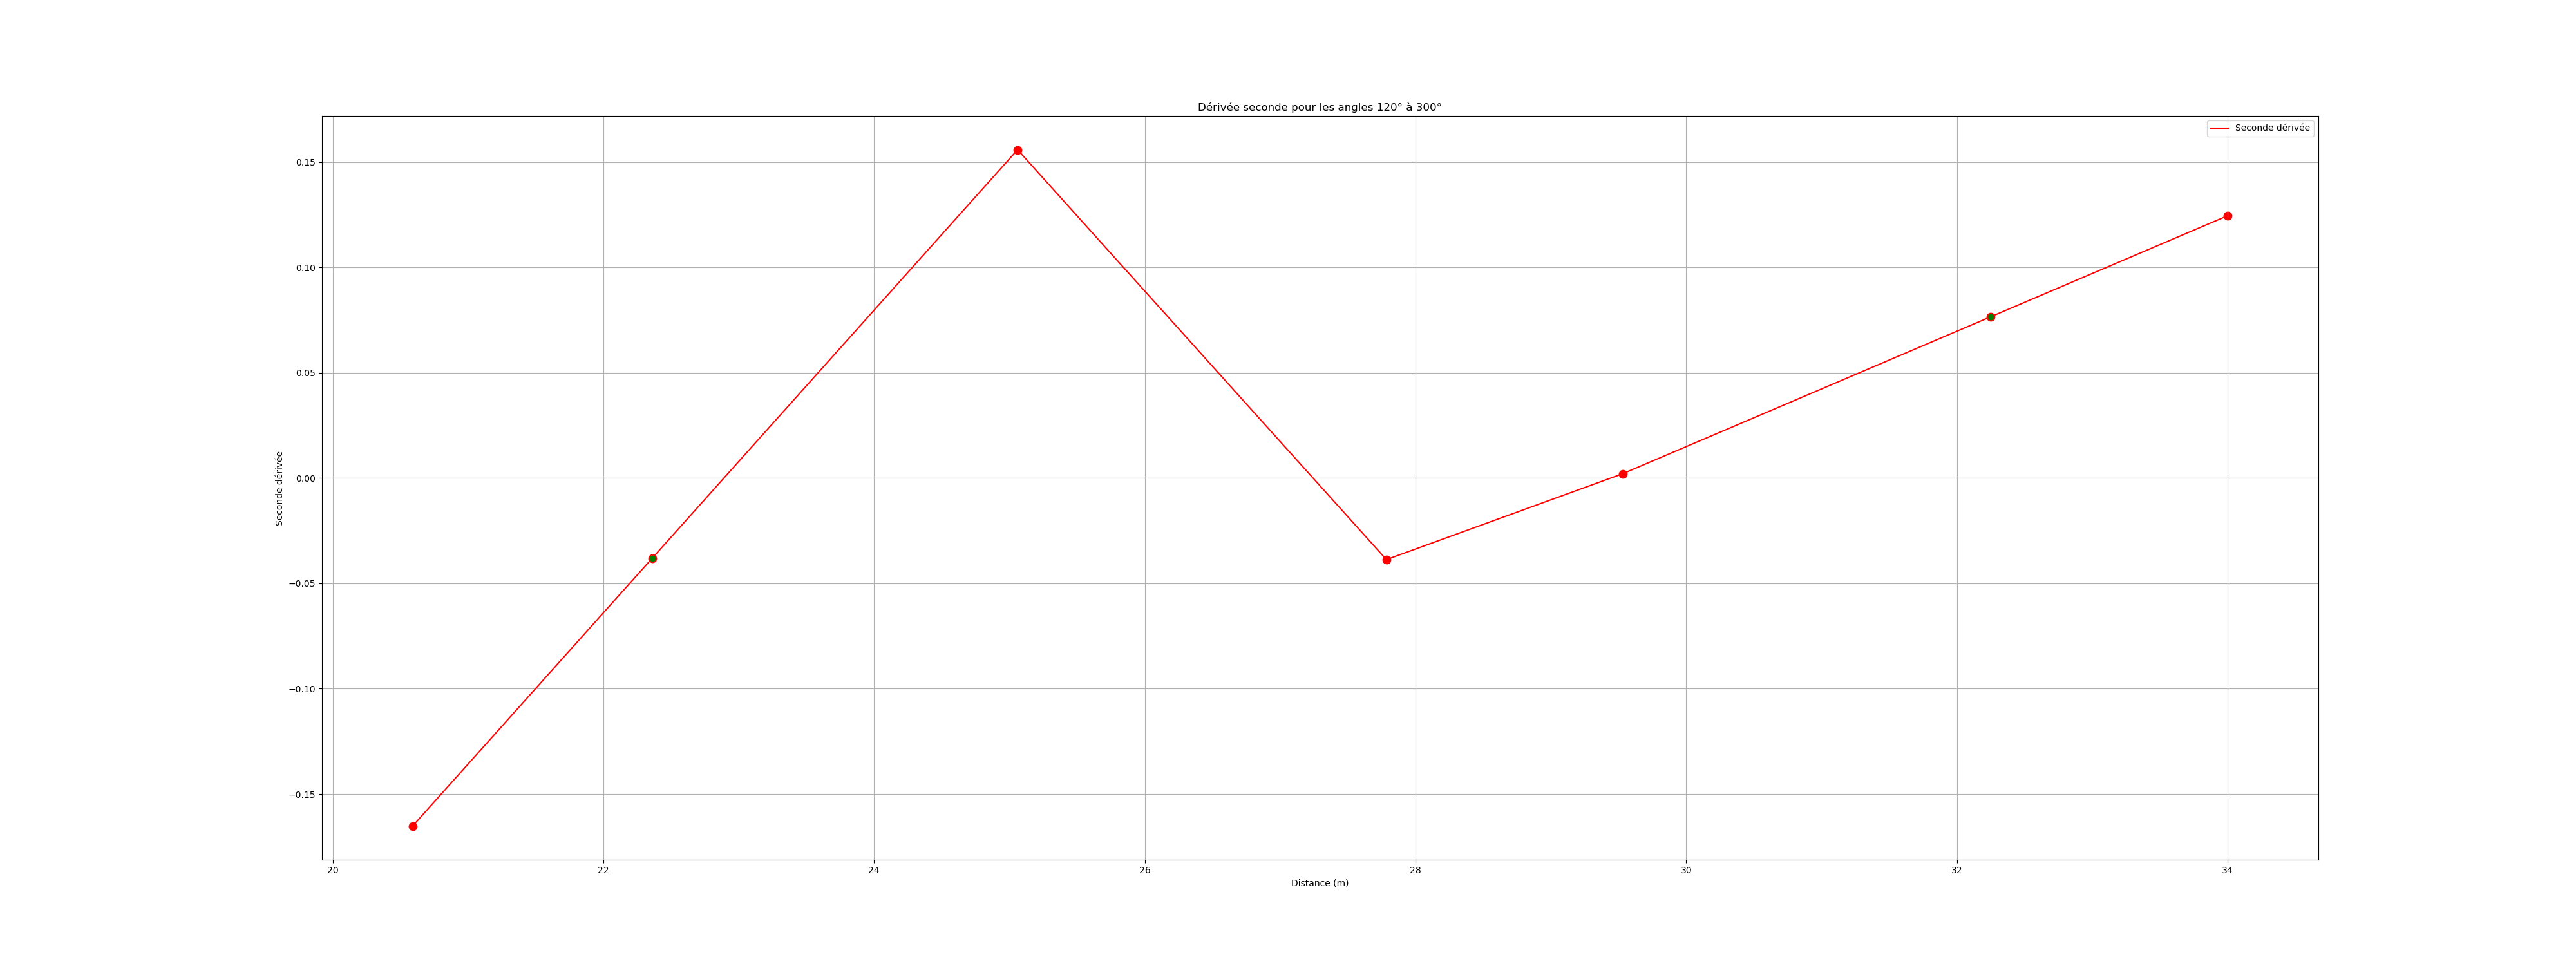 Dérivée seconde pour les angles 120° à 300°
Seconde dérivée
0.15
0.10
0.05
0.00
−0.05
−0.10
−0.15
Seconde dérivée
20 22 24 26 28 30 32 34
Distance (m)